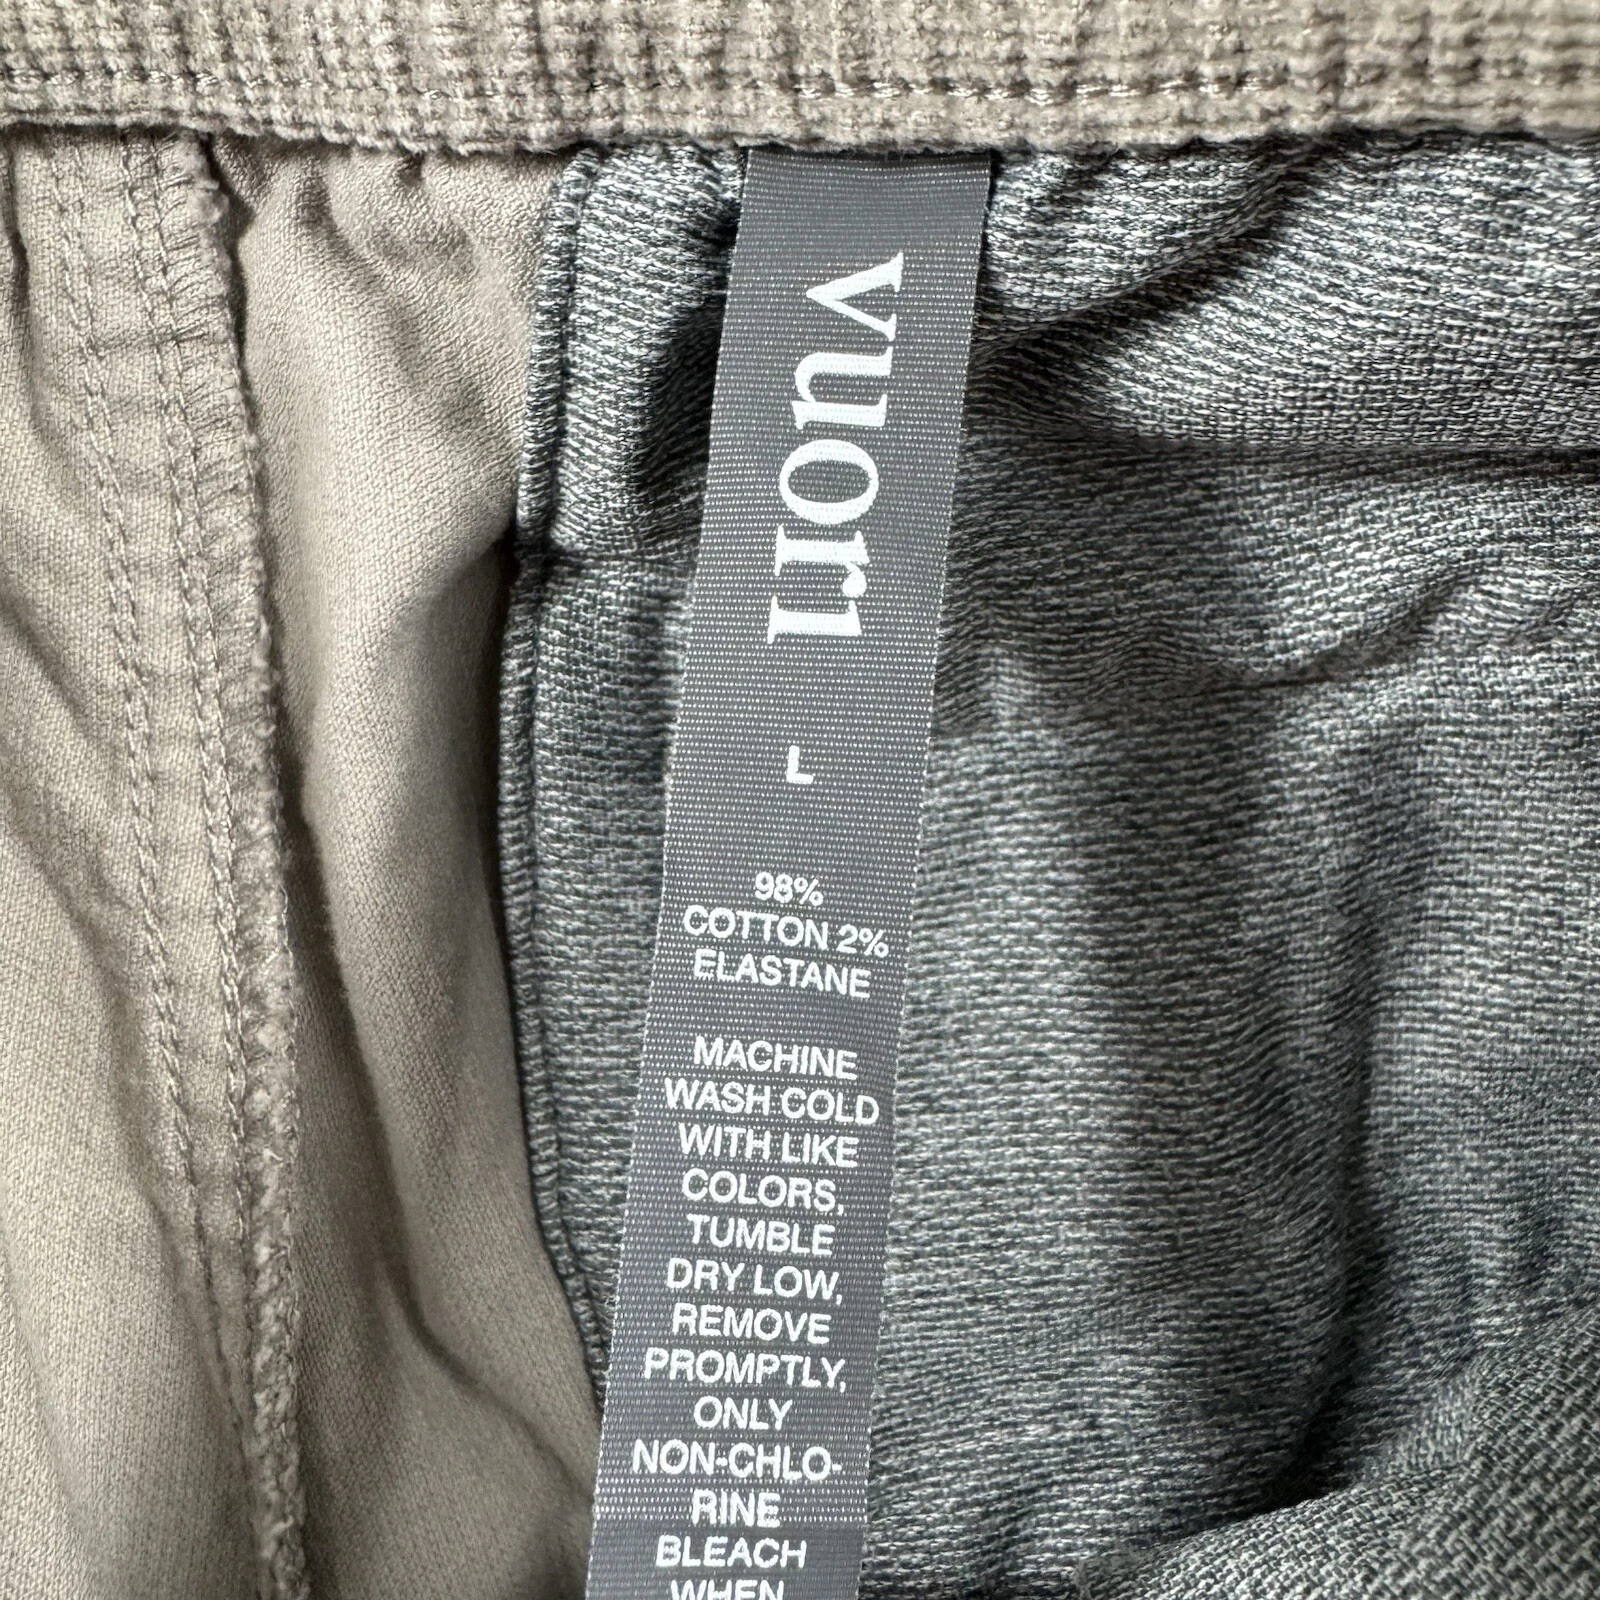 vuori
L
98%
COTTON 2%
ELASTANE
MACHINE
WASH COLD
WITH LIKE
COLORS,
TUMBLE
DRY LOW,
REMOVE
PROMPTLY,
ONLY
NON-CHLO-
RINE
BLEACH
WHEN